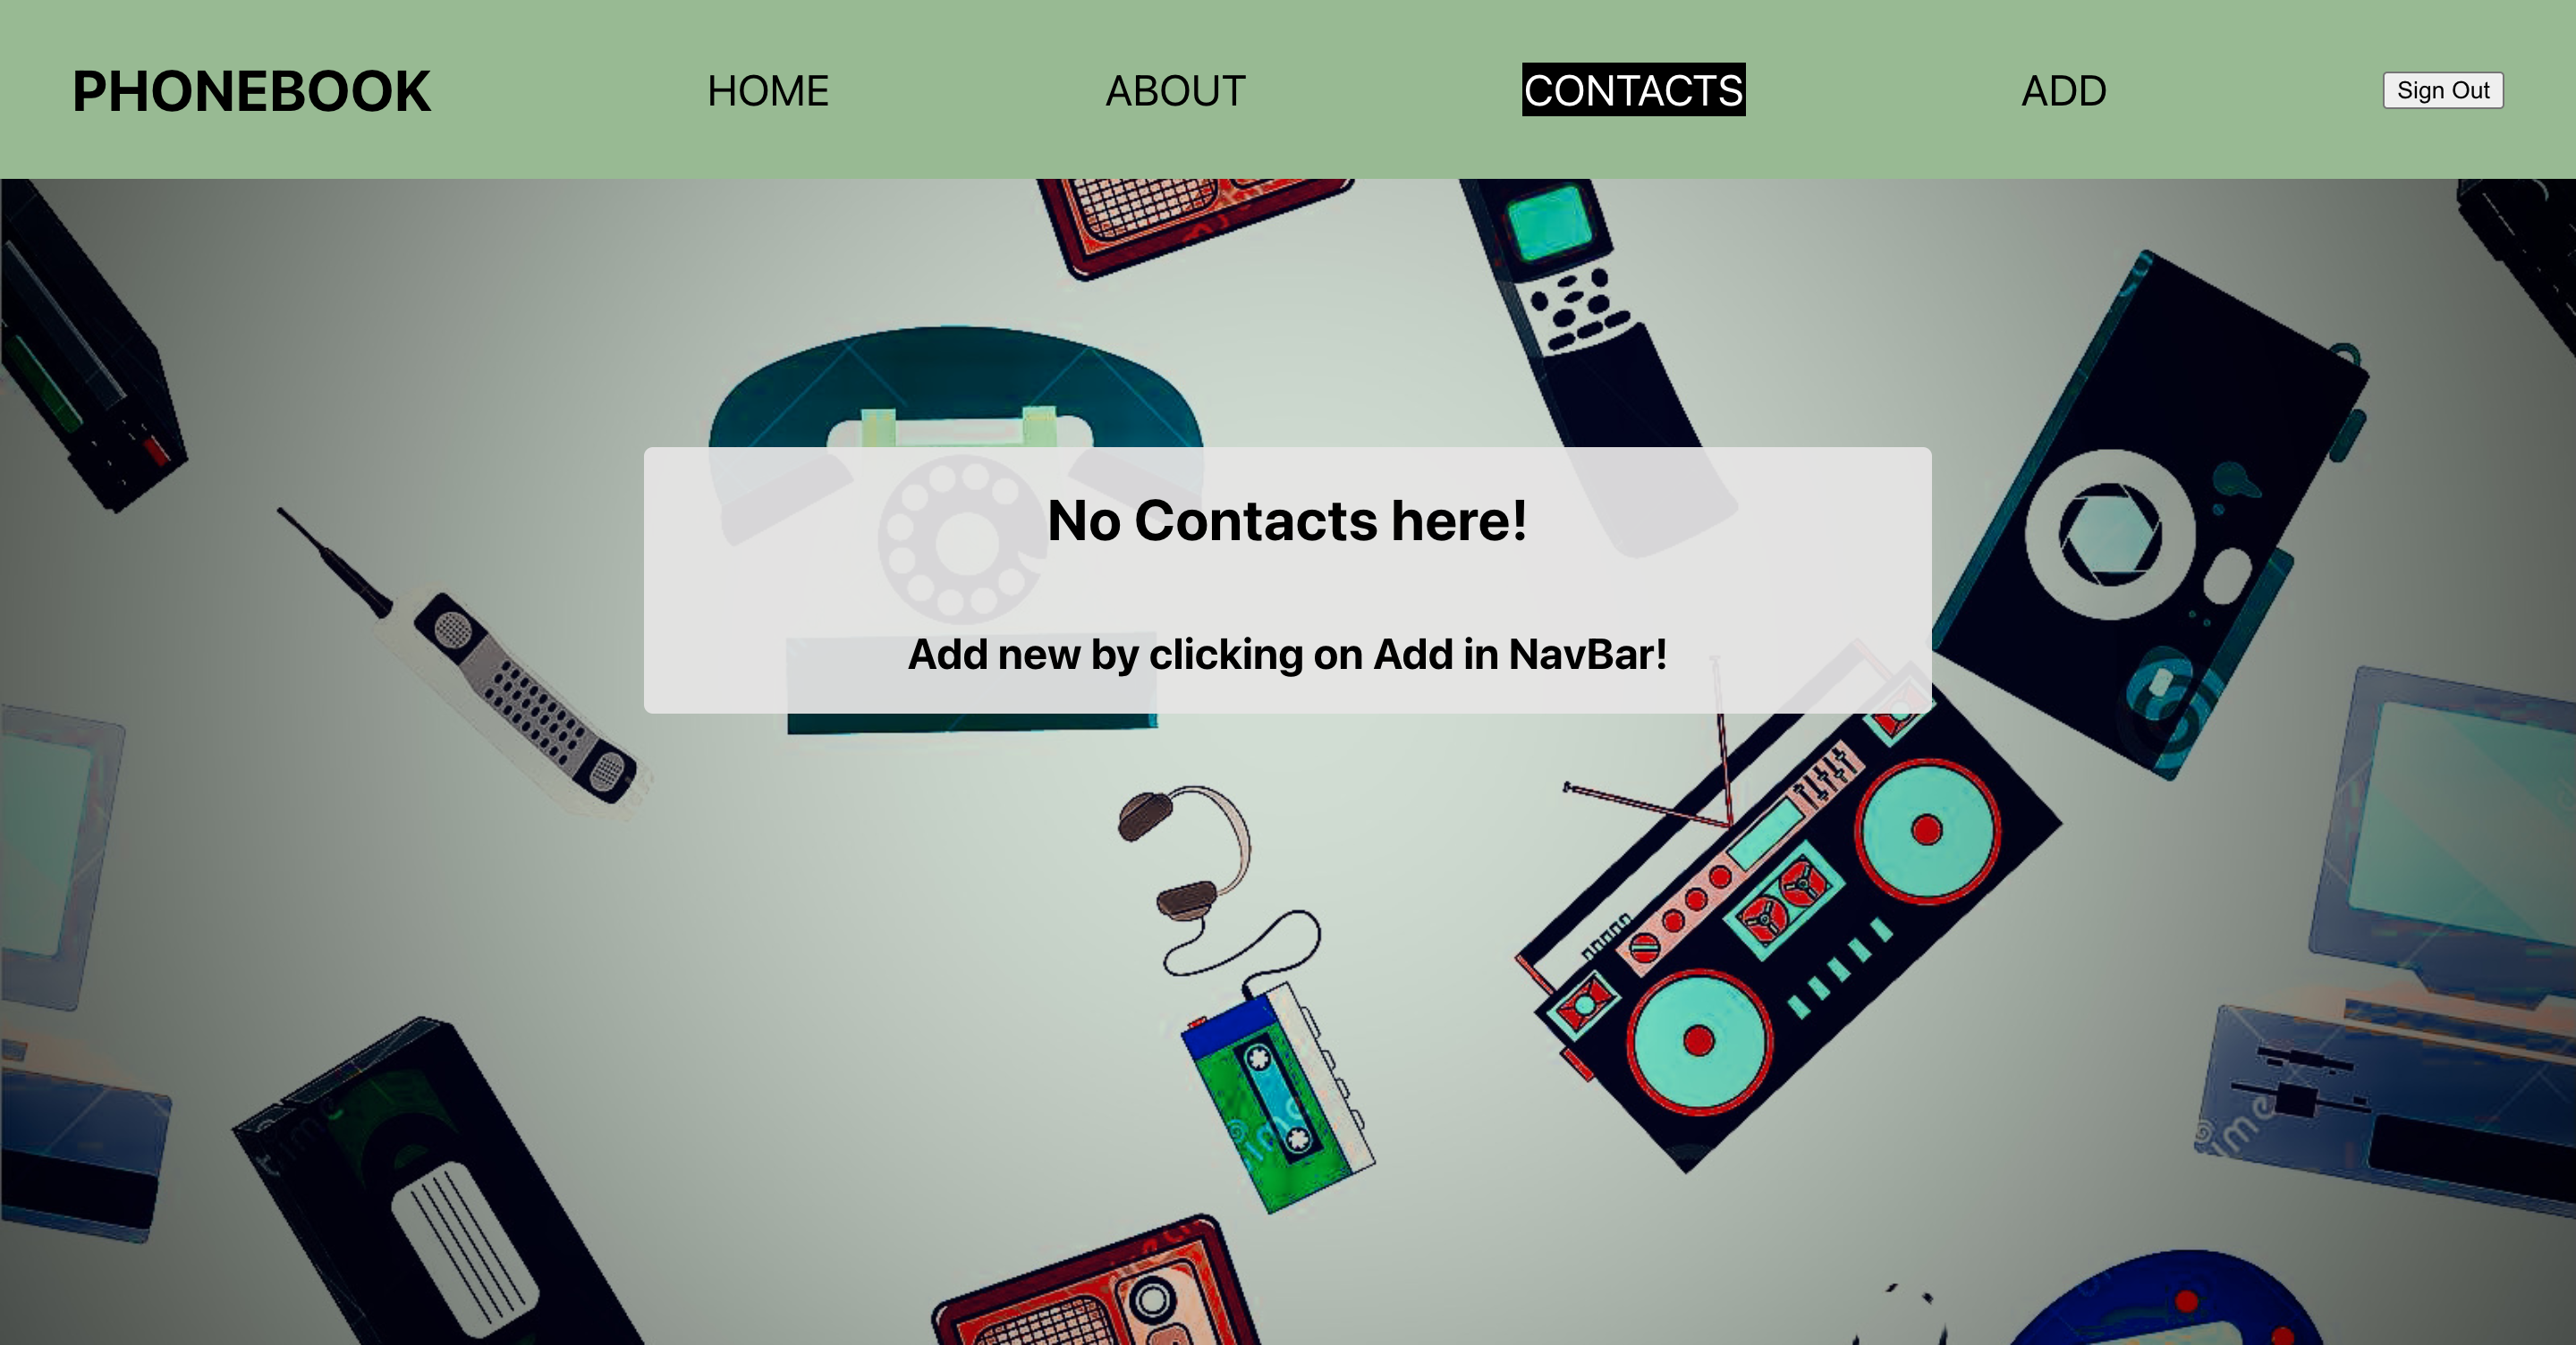 PHONEBOOK HOME ABOUT CONTACTS ADD Sign Out
No Contacts here!
Add new by clicking on Add in NavBar!